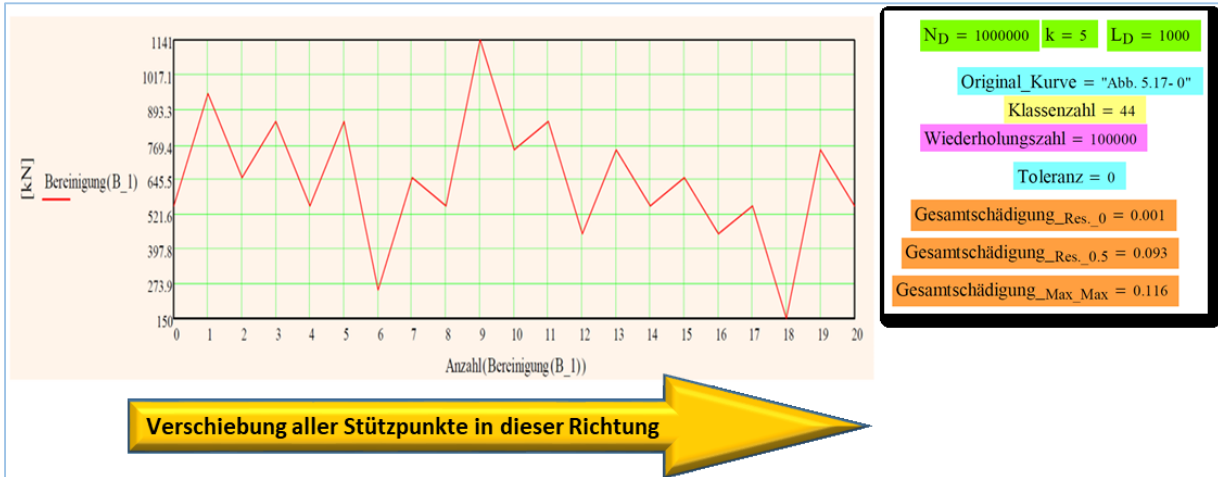 1141
1017.1
893.3
769.4
645.5
521.6
397.8
273.9
150
[kN]
Bereinigung(B_1)
0 1 2 3 4 5 6 7 8 9 10 11 12 13 14 15 16 17 18 19 20
Anzahl(Bereinigung(B_1))
N_D = 1000000 k = 5 L_D = 1000
Original_Kurve = "Abb. 5.17- 0"
Klassenzahl = 44
Wiederholungszahl = 100000
Toleranz = 0
Gesamtschädigung_Res._0 = 0.001
Gesamtschädigung_Res._0.5 = 0.093
Gesamtschädigung_Max_Max = 0.116
Verschiebung aller Stützpunkte in dieser Richtung